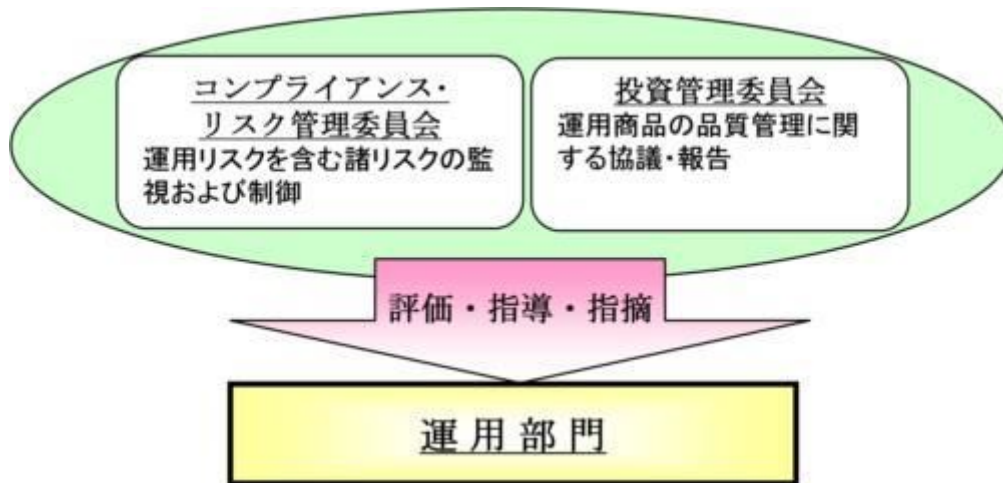 コンプライアンス・
リスク管理委員会
運用リスクを含む諸リスクの監
視および制御
投資管理委員会
運用商品の品質管理に関
する協議・報告
評価・指導・指摘
運用部門